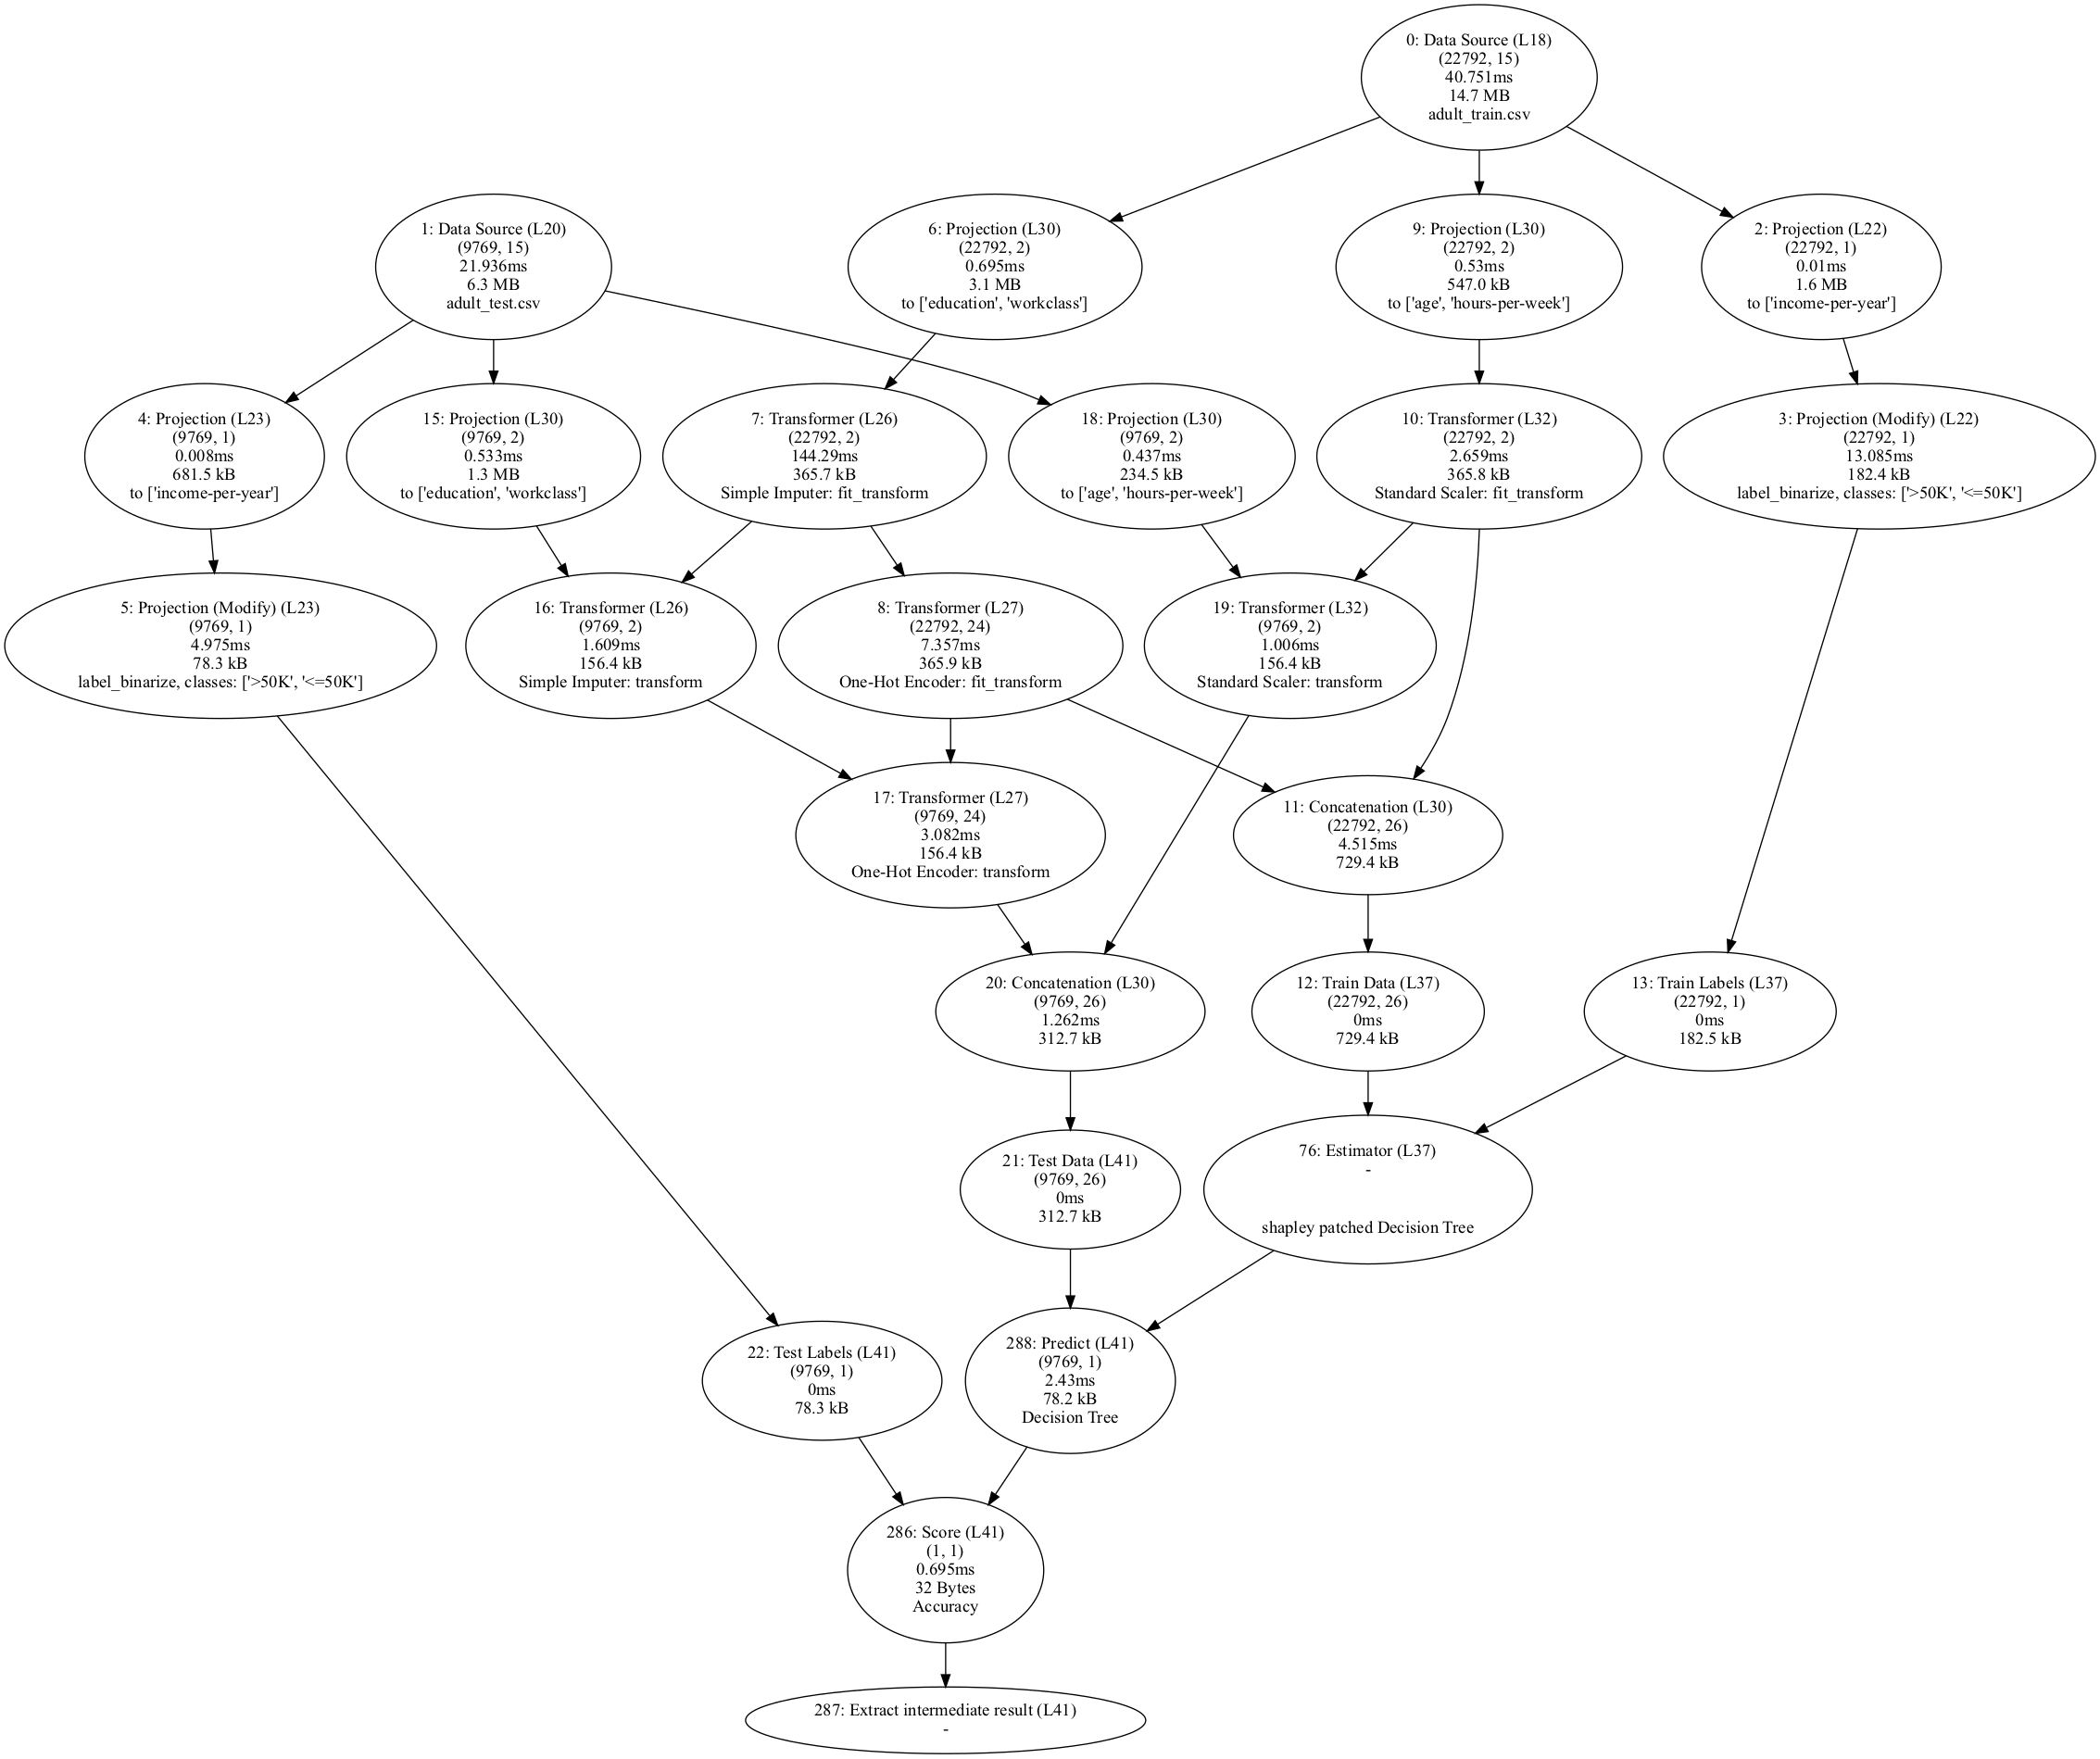 0: Data Source (L18)
(22792, 15)
40.751ms
14.7 MB
adult_train.csv
1: Data Source (L20)
(9769, 15)
21.936ms
6.3 MB
adult_test.csv
6: Projection (L30)
(22792, 2)
0.695ms
3.1 MB
to ['education', 'workclass']
9: Projection (L30)
(22792, 2)
0.53ms
547.0 kB
to ['age', 'hours-per-week']
2: Projection (L22)
(22792, 1)
0.01ms
1.6 MB
to ['income-per-year']
4: Projection (L23)
(9769, 1)
0.008ms
681.5 kB
to ['income-per-year']
15: Projection (L30)
(9769, 2)
0.533ms
1.3 MB
to ['education', 'workclass']
7: Transformer (L26)
(22792, 2)
144.29ms
365.7 kB
Simple Imputer: fit_transform
18: Projection (L30)
(9769, 2)
0.437ms
234.5 kB
to ['age', 'hours-per-week']
10: Transformer (L32)
(22792, 2)
2.659ms
365.8 kB
Standard Scaler: fit_transform
3: Projection (Modify) (L22)
(22792, 1)
13.085ms
182.4 kB
label_binarize, classes: ['>50K', '<=50K']
5: Projection (Modify) (L23)
(9769, 1)
4.975ms
78.3 kB
label_binarize, classes: ['>50K', '<=50K']
16: Transformer (L26)
(9769, 2)
1.609ms
156.4 kB
Simple Imputer: transform
8: Transformer (L27)
(22792, 24)
7.357ms
365.9 kB
One-Hot Encoder: fit_transform
19: Transformer (L32)
(9769, 2)
1.006ms
156.4 kB
Standard Scaler: transform
17: Transformer (L27)
(9769, 24)
3.082ms
156.4 kB
One-Hot Encoder: transform
11: Concatenation (L30)
(22792, 26)
4.515ms
729.4 kB
20: Concatenation (L30)
(9769, 26)
1.262ms
312.7 kB
12: Train Data (L37)
(22792, 26)
0ms
729.4 kB
13: Train Labels (L37)
(22792, 1)
0ms
182.5 kB
21: Test Data (L41)
(9769, 26)
0ms
312.7 kB
76: Estimator (L37)
-
shapley patched Decision Tree
22: Test Labels (L41)
(9769, 1)
0ms
78.3 kB
288: Predict (L41)
(9769, 1)
2.43ms
78.2 kB
Decision Tree
286: Score (L41)
(1, 1)
0.695ms
32 Bytes
Accuracy
287: Extract intermediate result (L41)
-